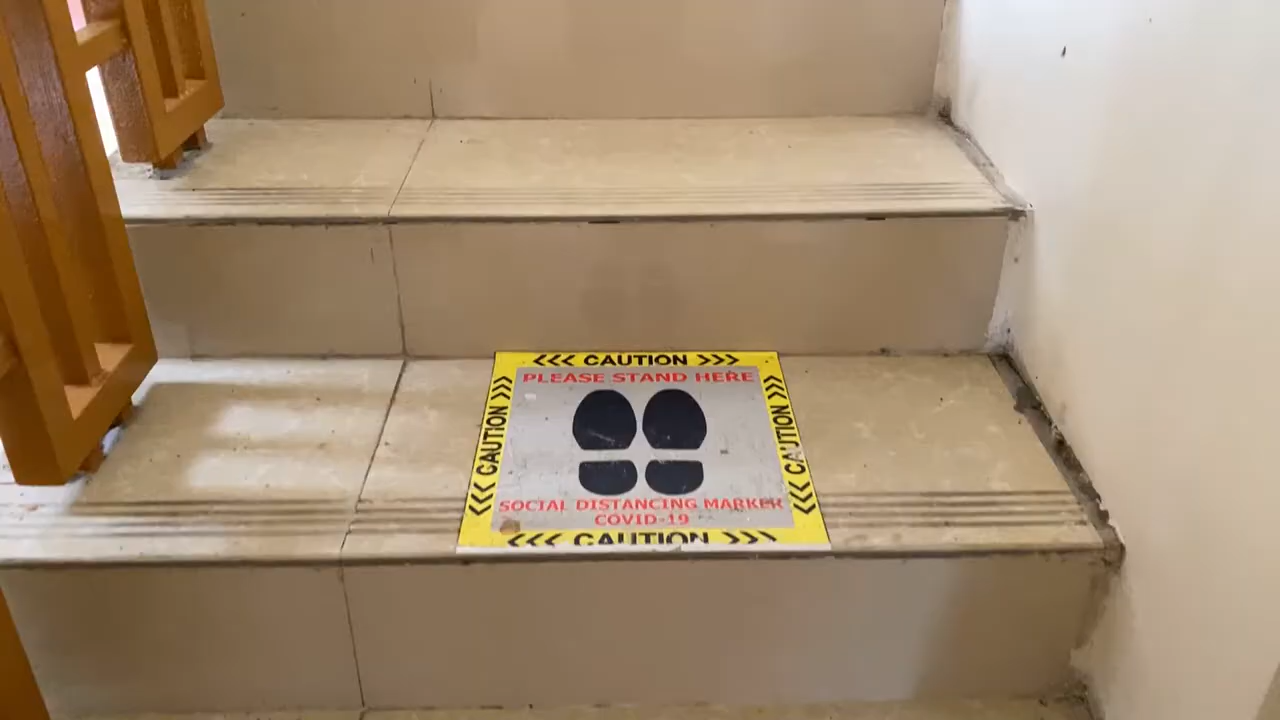 <<< CAUTION >>>
PLEASE STAND HERE
<<< CAUTION >>>
<<< CAUTION >>>
SOCIAL DISTANCING MARKER
COVID-19
<<< CAUTION >>>